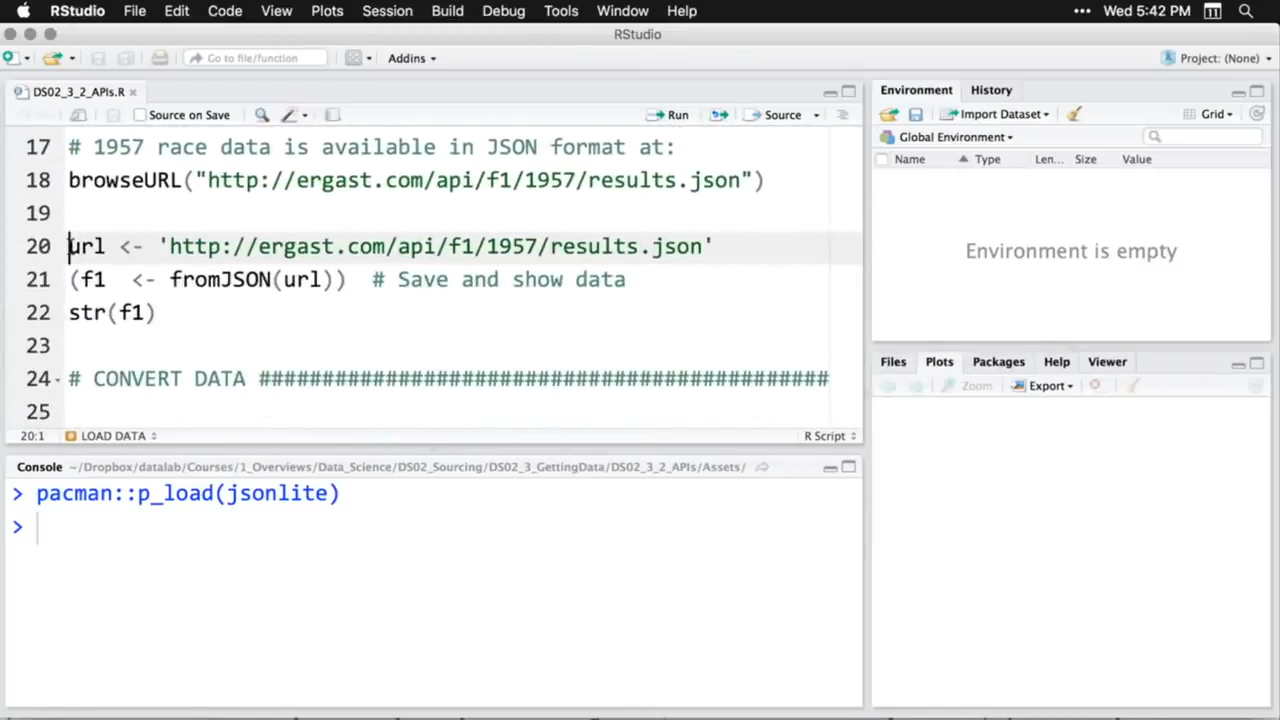 RStudio File Edit Code View Plots Session Build Debug Tools Window Help ••• Wed 5:42 PM 11
RStudio
Go to file/function Addins Project: (None)
DS02_3_2_APIs.R
Source on Save Run Source
17 # 1957 race data is available in JSON format at:
18 browseURL("http://ergast.com/api/f1/1957/results.json")
19
20 url <- 'http://ergast.com/api/f1/1957/results.json'
21 (f1 <- fromJSON(url)) # Save and show data
22 str(f1)
23
24 # CONVERT DATA #############################################
25
20:1 LOAD DATA R Script
Console ~/Dropbox/datalab/Courses/1_Overviews/Data_Science/DS02_Sourcing/DS02_3_GettingData/DS02_3_2_APIs/Assets/
> pacman::p_load(jsonlite)
>
Environment History
Import Dataset Grid
Global Environment
Name Type Len... Size Value
Environment is empty
Files Plots Packages Help Viewer
Zoom Export